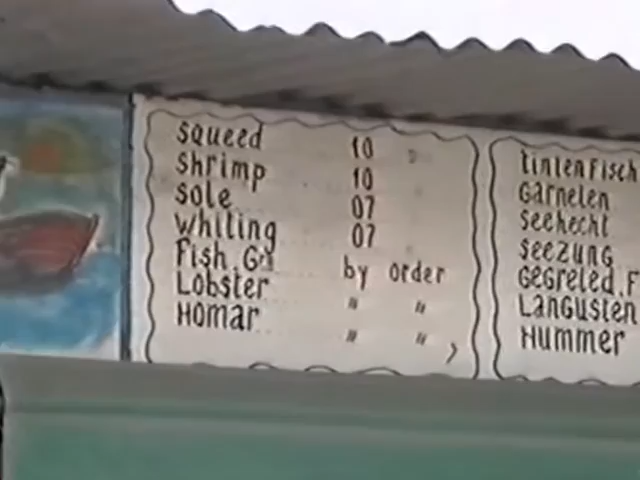 squeed 10
shrimp 10
sole 07
whiting 07
Fish. Gri by order
Lobster " "
Homar " "
tintenfisch
Garnelen
seehecht
seezung
Gegreled. F
Langusten
Hummer